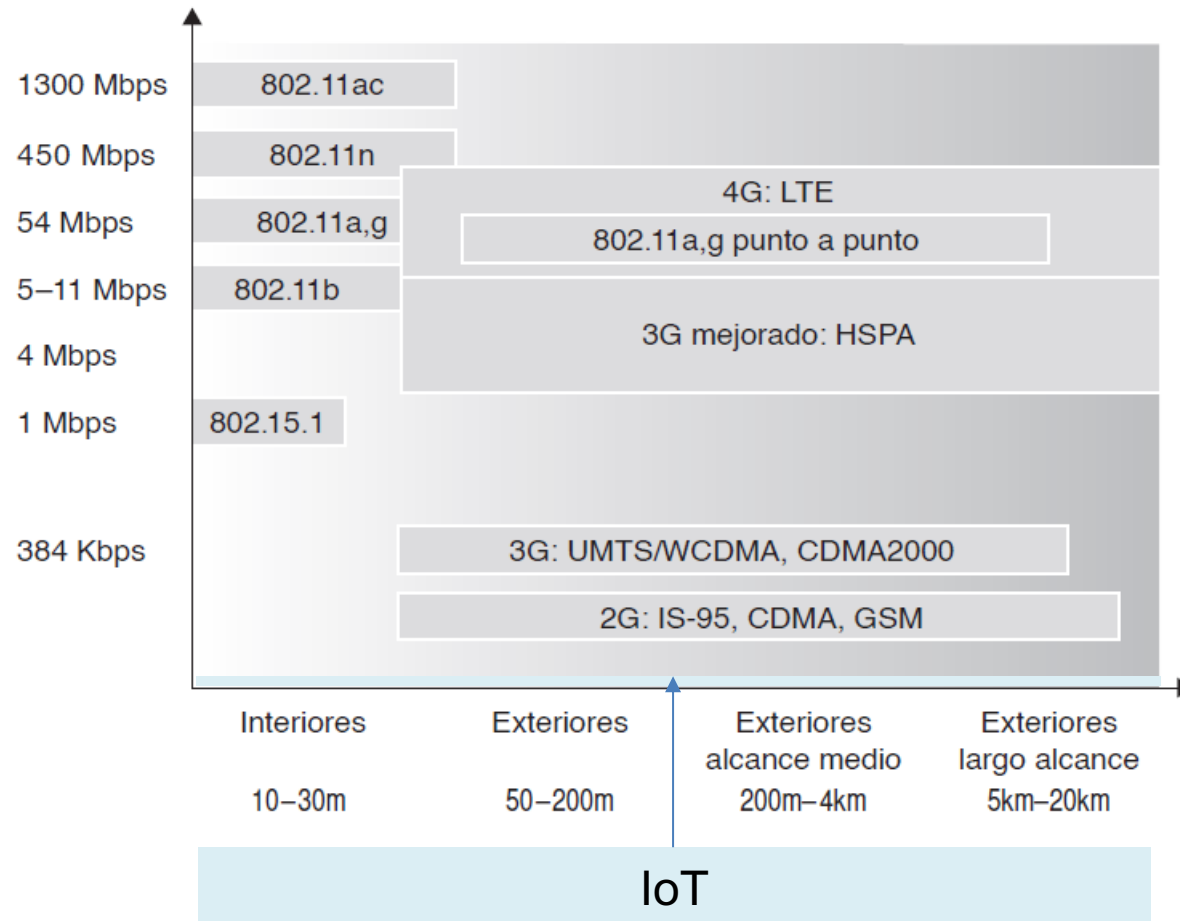 1300 Mbps
802.11ac
450 Mbps
802.11n
4G: LTE
54 Mbps
802.11a,g
802.11a,g punto a punto
5–11 Mbps
802.11b
3G mejorado: HSPA
4 Mbps
1 Mbps
802.15.1
384 Kbps
3G: UMTS/WCDMA, CDMA2000
2G: IS-95, CDMA, GSM
Interiores
10–30m
Exteriores
50–200m
Exteriores
alcance medio
200m–4km
Exteriores
largo alcance
5km–20km
IoT